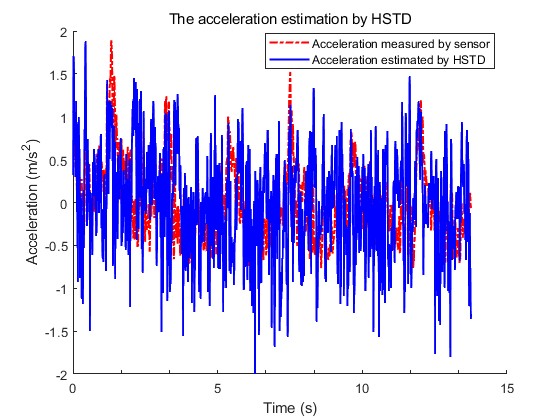 The acceleration estimation by HSTD
Acceleration measured by sensor
Acceleration estimated by HSTD
2
1.5
1
0.5
0
-0.5
-1
-1.5
-2
Acceleration (m/s²)
0
5
10
15
Time (s)